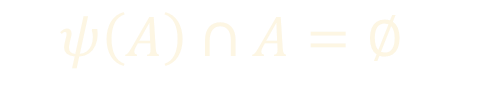 ψ(A) ∩ A = ∅